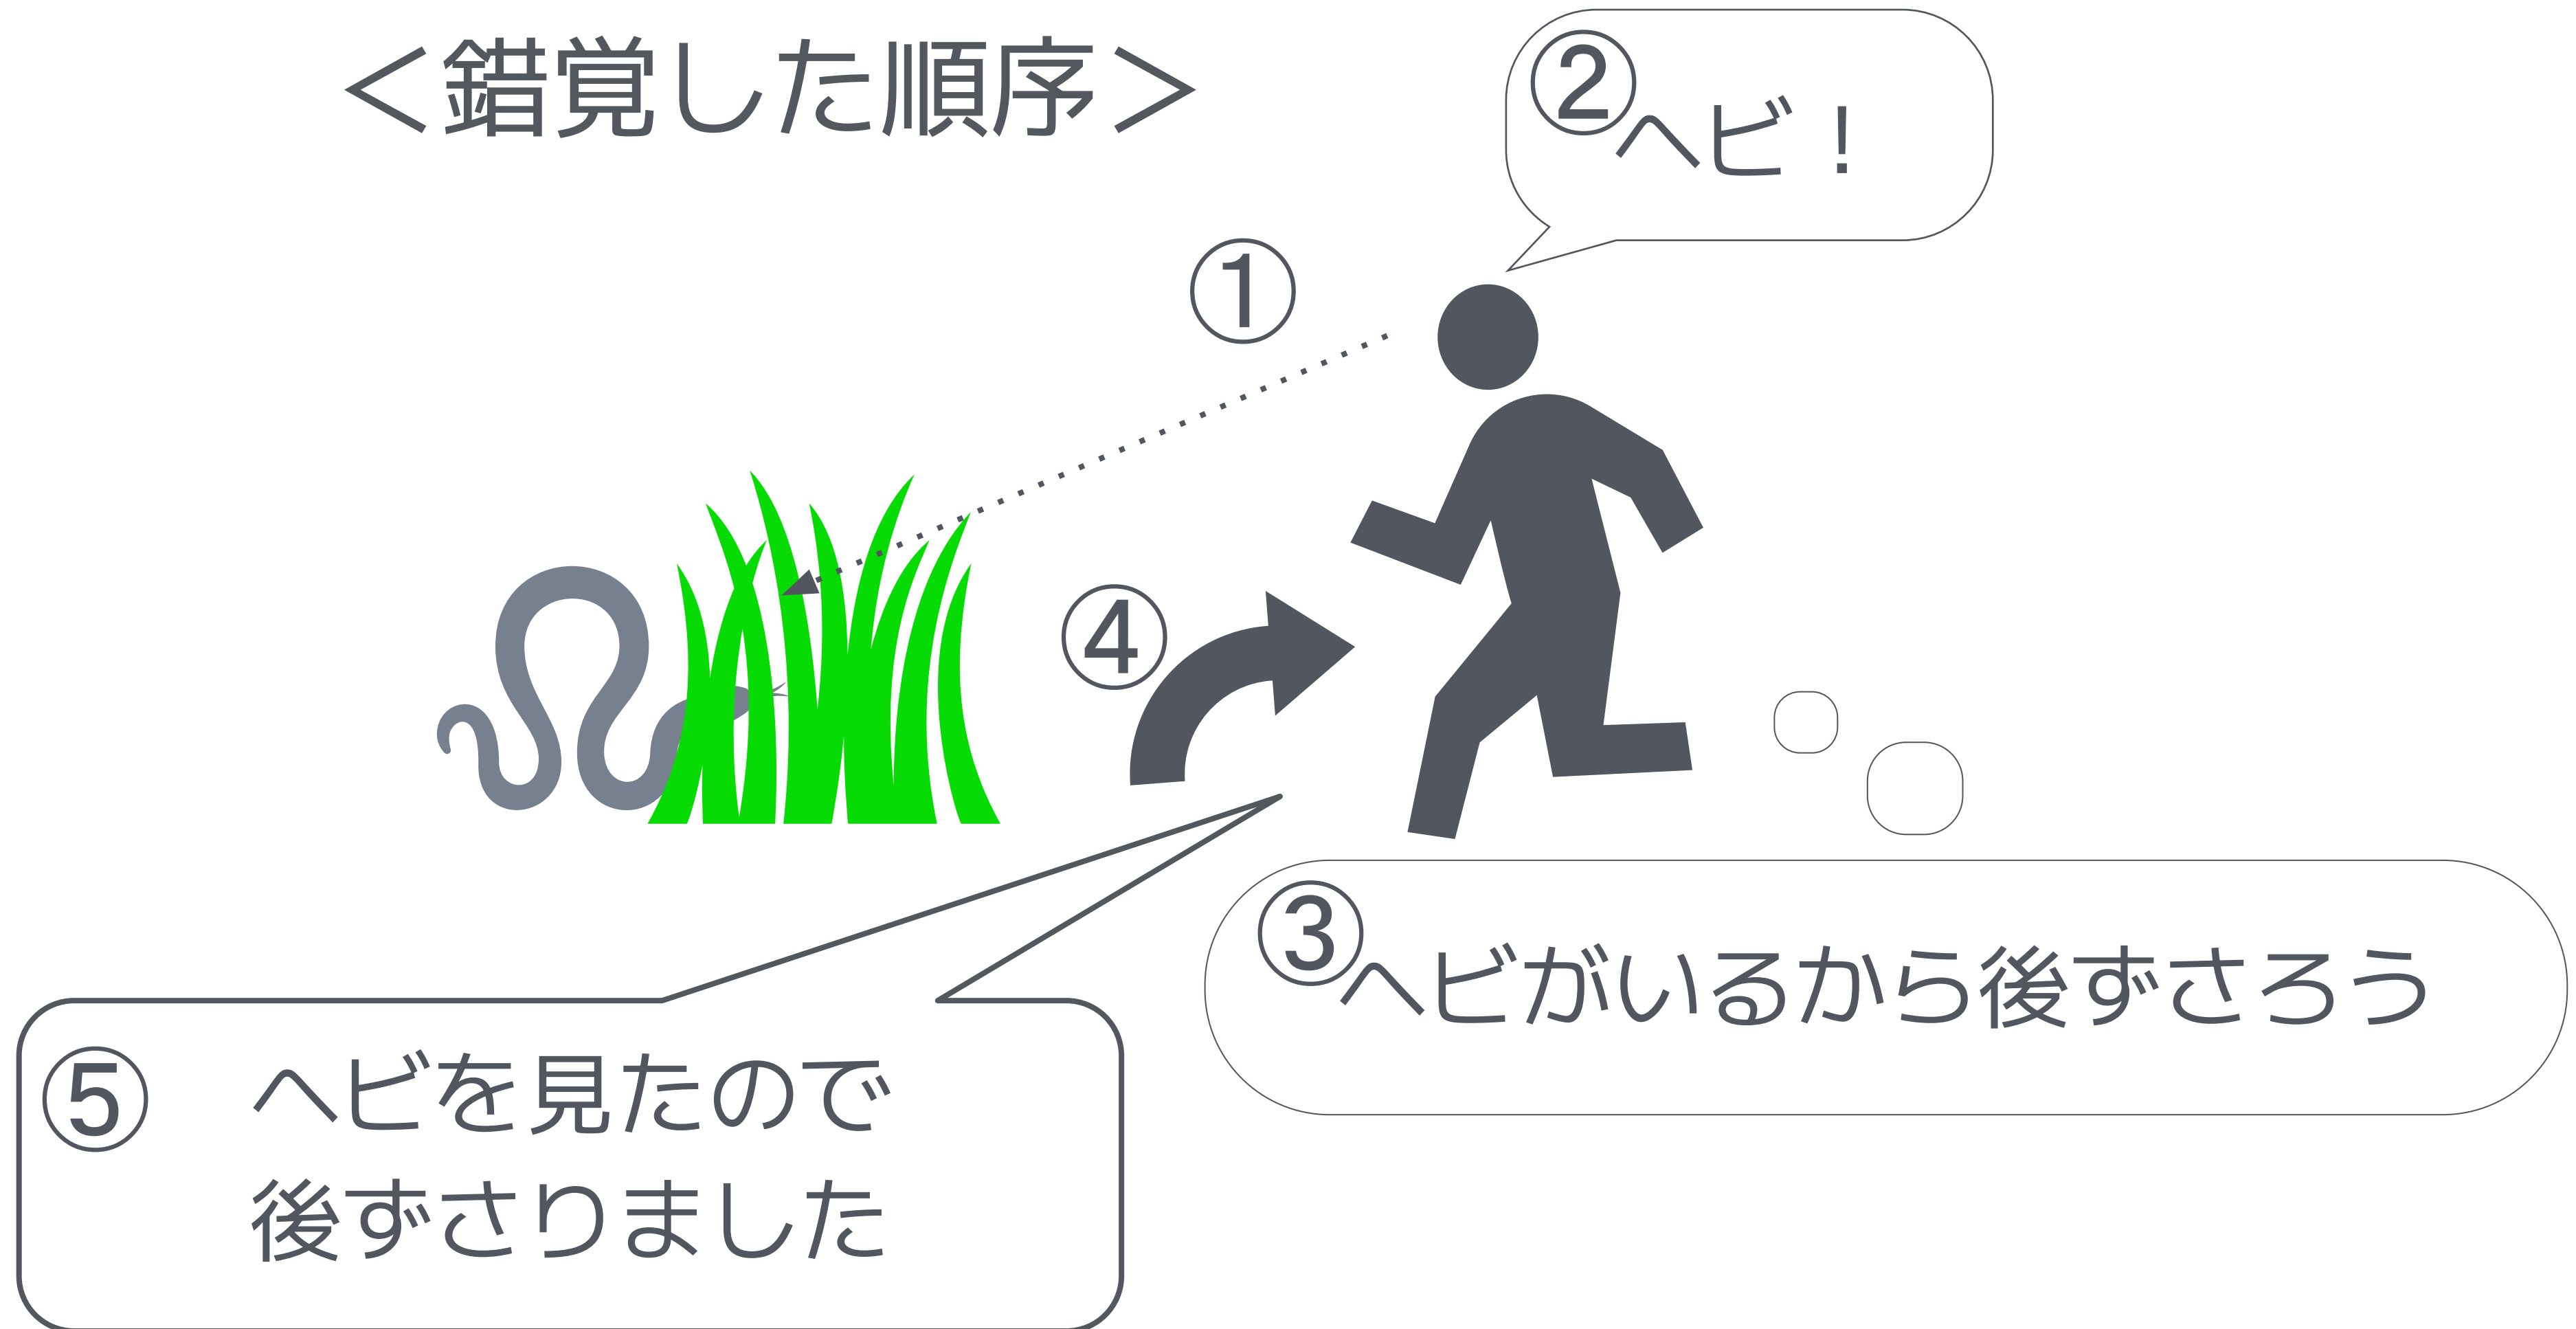 ＜錯覚した順序＞
②
ヘビ！
①
④
③
ヘビがいるから後ずさろう
⑤ ヘビを見たので
後ずさりました